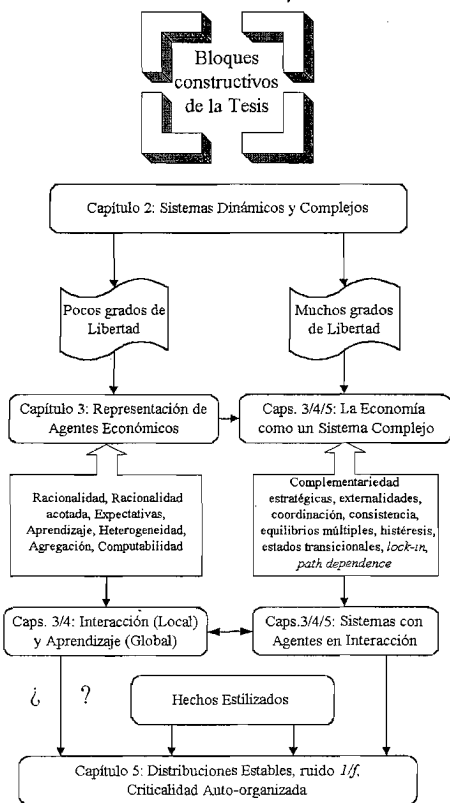 Bloques
constructivos
de la Tesis
Capítulo 2: Sistemas Dinámicos y Complejos
Pocos grados de
Libertad
Muchos grados
de Libertad
Capítulo 3: Representación de
Agentes Económicos
Caps. 3/4/5: La Economía
como un Sistema Complejo
Racionalidad, Racionalidad
acotada, Expectativas,
Aprendizaje, Heterogeneidad,
Agregación, Computabilidad
Complementariedad
estratégicas, externalidades,
coordinación, consistencia,
equilibrios múltiples, histéresis,
estados transicionales, lock-in,
path dependence
Caps. 3/4: Interacción (Local)
y Aprendizaje (Global)
Caps.3/4/5: Sistemas con
Agentes en Interacción
¿ ?
Hechos Estilizados
Capítulo 5: Distribuciones Estables, ruido 1/f,
Criticalidad Auto-organizada